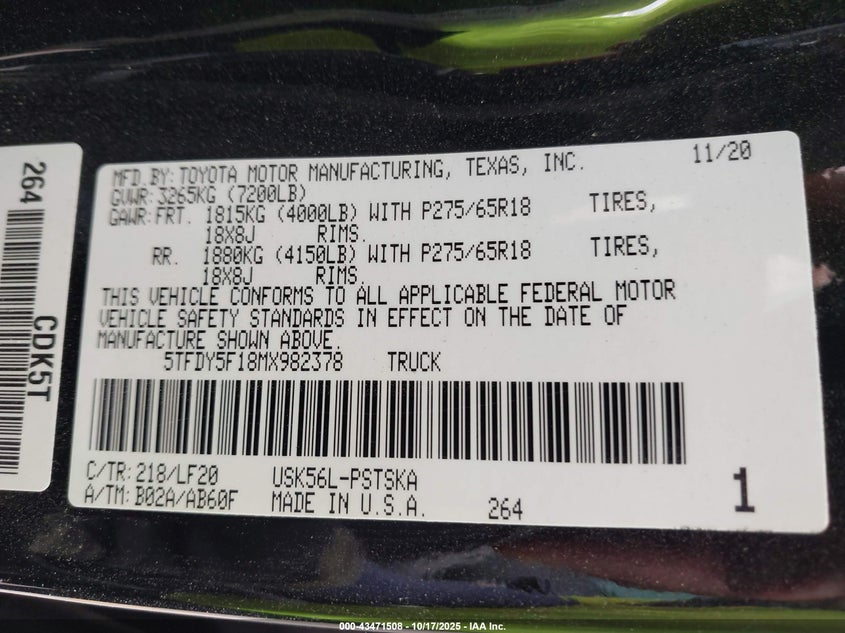 264
CDK5T
MFD.BY:TOYOTA MOTOR MANUFACTURING, TEXAS, INC. 11/20
GVWR:3265KG (7200LB)
GAWR:FRT. 1815KG (4000LB) WITH P275/65R18 TIRES,
18X8J RIMS.
RR. 1880KG (4150LB) WITH P275/65R18 TIRES,
18X8J RIMS.
THIS VEHICLE CONFORMS TO ALL APPLICABLE FEDERAL MOTOR
VEHICLE SAFETY STANDARDS IN EFFECT ON THE DATE OF
MANUFACTURE SHOWN ABOVE.
5TFDY5F18MX982378 TRUCK
C/TR:218/LF20 USK56L-PSTSKA
A/TM:B02A/AB60F MADE IN U.S.A. 264 1
000-43471508 - 10/17/2025 - IAA Inc.